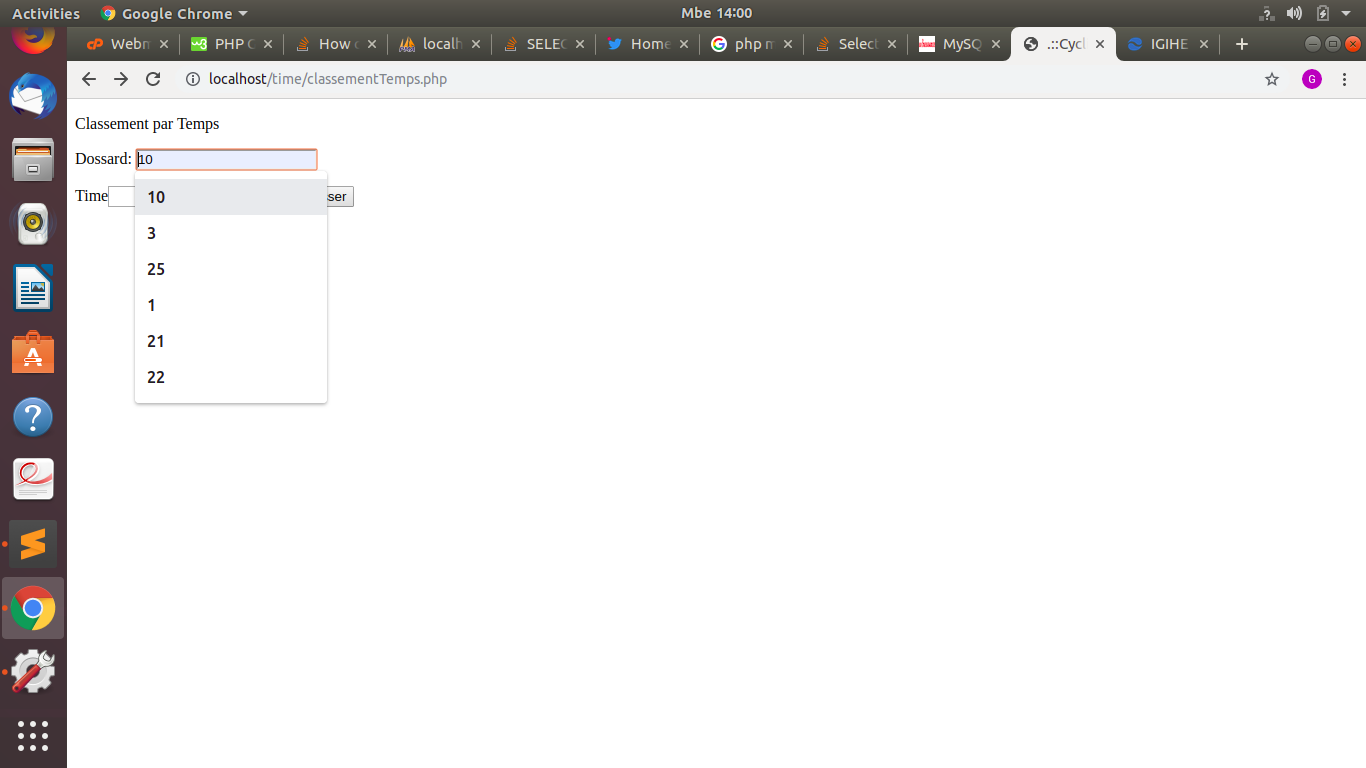 Activities Google Chrome Mbe 14:00
Webm PHP C How c localh SELEC Home php m Select MySQ .::Cycl IGIHE
localhost/time/classementTemps.php G
Classement par Temps
Dossard: 10
Time ser
10
3
25
1
21
22